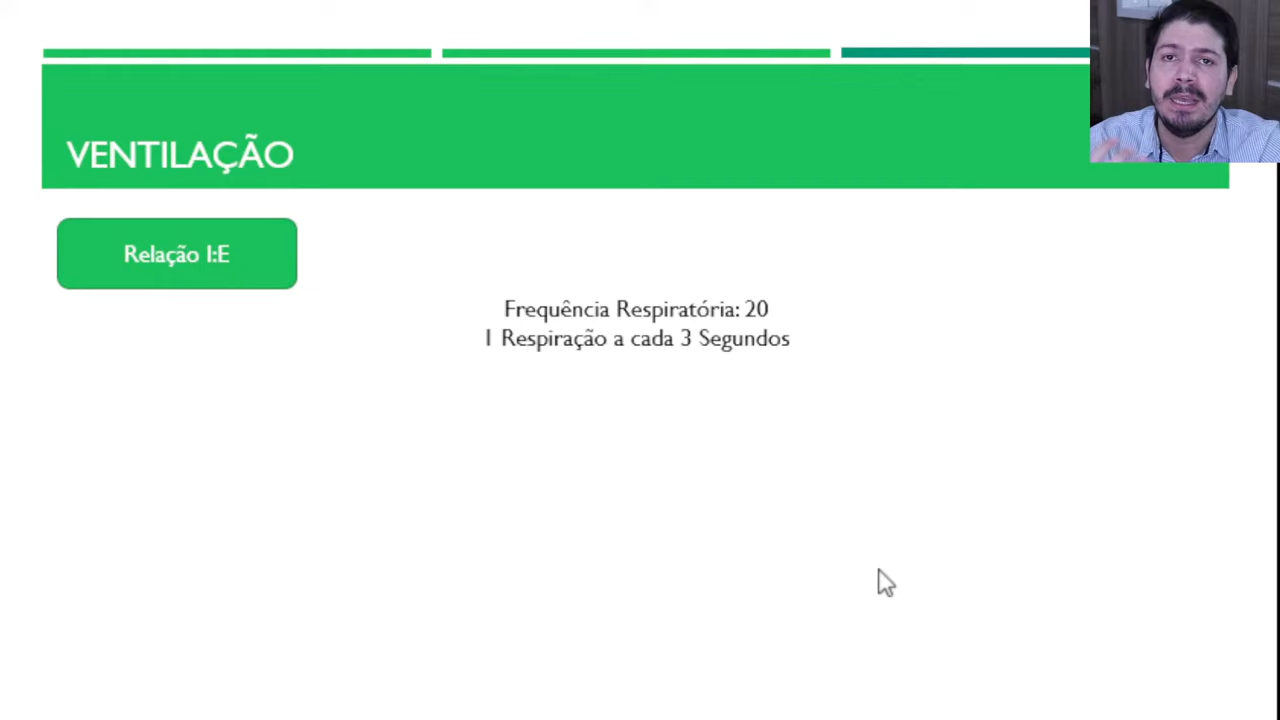 VENTILAÇÃO
Relação I:E
Frequência Respiratória: 20
1 Respiração a cada 3 Segundos